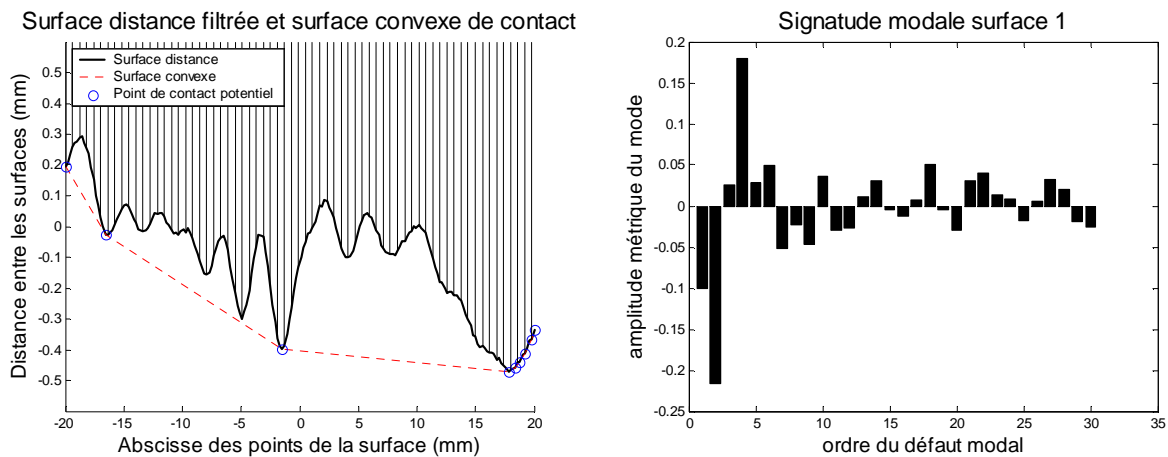 Surface distance filtrée et surface convexe de contact
Distance entre les surfaces (mm)
0.5
0.4
0.3
0.2
0.1
0
-0.1
-0.2
-0.3
-0.4
-0.5
Surface distance
Surface convexe
Point de contact potentiel
-20 -15 -10 -5 0 5 10 15 20
Abscisse des points de la surface (mm)
Signatude modale surface 1
amplitude métrique du mode
0.2
0.15
0.1
0.05
0
-0.05
-0.1
-0.15
-0.2
-0.25
0 5 10 15 20 25 30 35
ordre du défaut modal